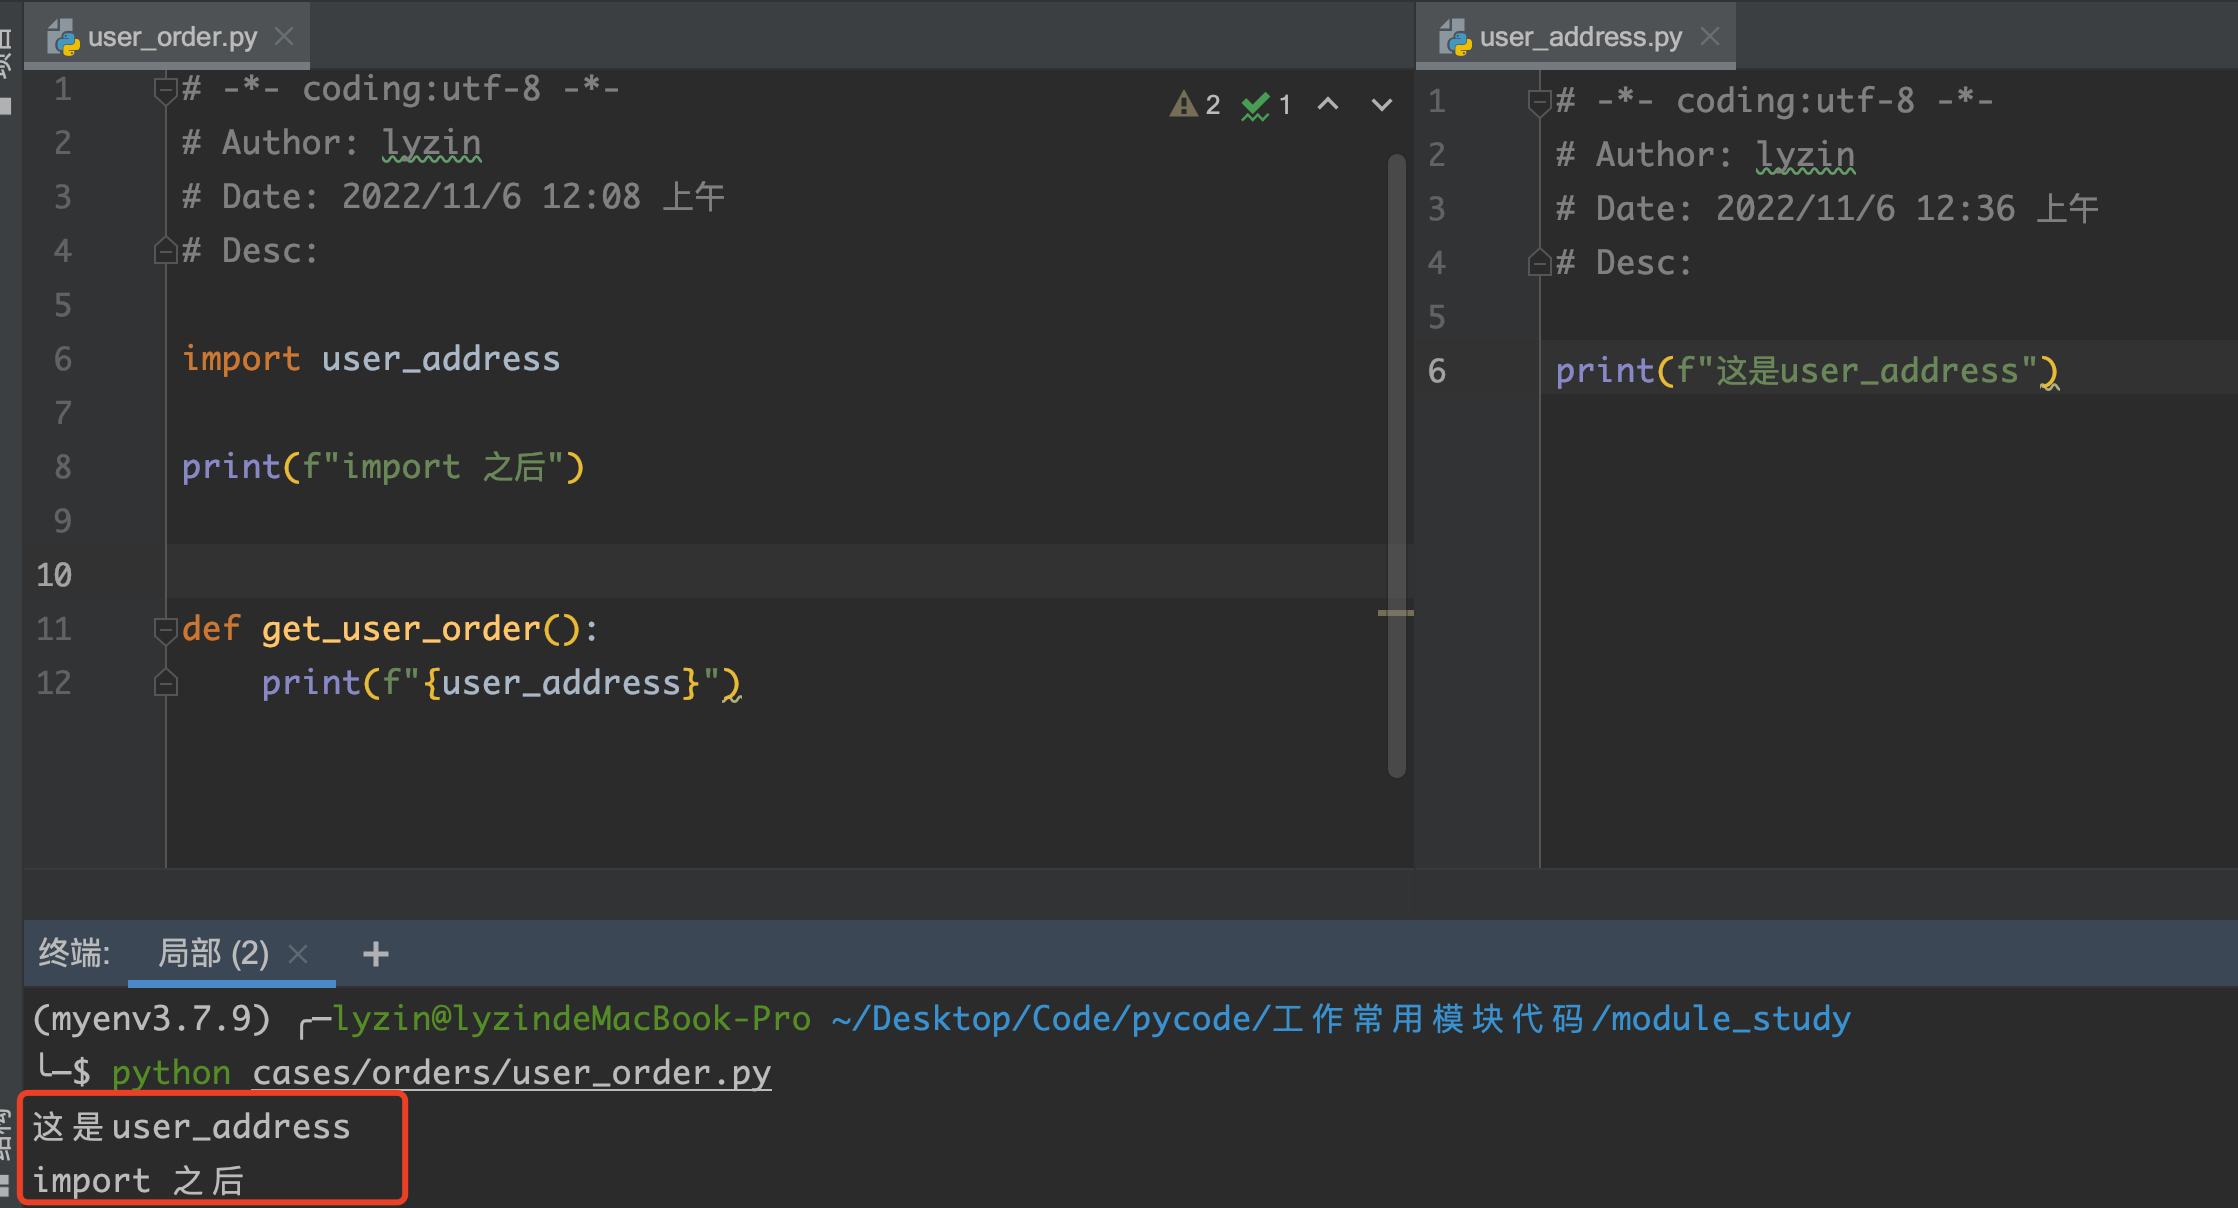 user_order.py
1 # -*- coding:utf-8 -*-
2 # Author: lyzin
3 # Date: 2022/11/6 12:08 上午
4 # Desc:
5
6 import user_address
7
8 print(f"import 之后")
9
10
11 def get_user_order():
12 print(f"{user_address}")
2 1
user_address.py
1 # -*- coding:utf-8 -*-
2 # Author: lyzin
3 # Date: 2022/11/6 12:36 上午
4 # Desc:
5
6 print(f"这是user_address")
项目
结构
终端: 局部 (2) +
(myenv3.7.9) ╭─lyzin@lyzindeMacBook-Pro ~/Desktop/Code/pycode/工作常用模块代码/module_study
╰─$ python cases/orders/user_order.py
这是user_address
import 之后